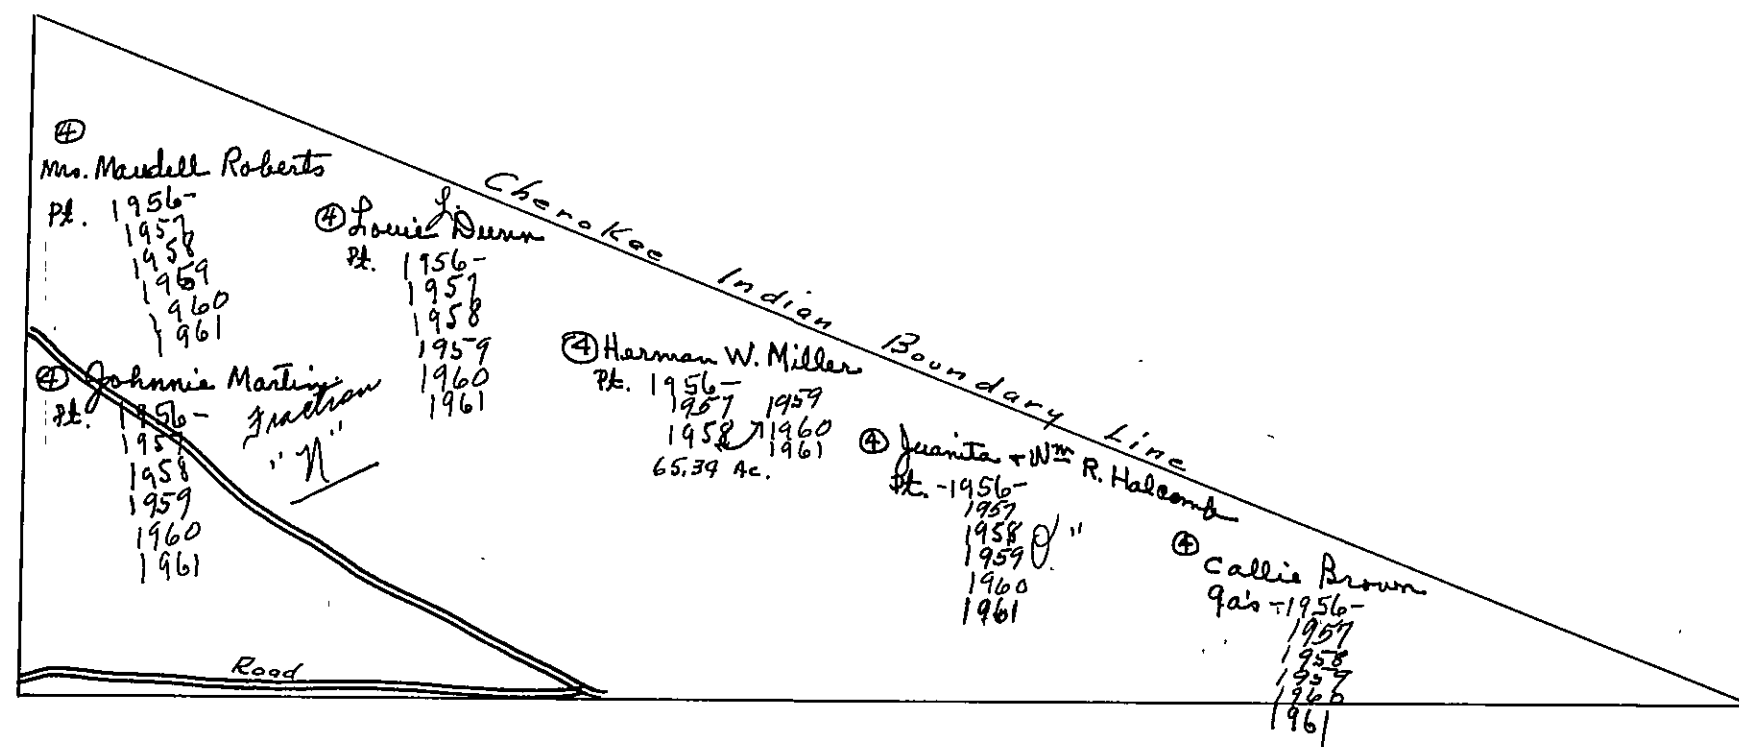 ④
Mrs. Maudell Roberts
Pt. 1956-
1957
1958
1959
1960
1961
④ Louie L. Dunn
Pt. 1956-
1957
1958
1959
1960
1961
Cherokee Indian Boundary Line
④ Johnnie Martin
Pt. 1956-
1957
1958
1959
1960
1961
Fraction
"N"
④ Herman W. Miller
Pt. 1956-
1957 1959
1958 1960
1961
65.39 Ac.
④ Juanita + Wm R. Halcomb
Pt. -1956-
1957
1958
1959 O"
1960
1961
④
Callie Brown
9a's -1956-
1957
1958
1959
1960
1961
Road